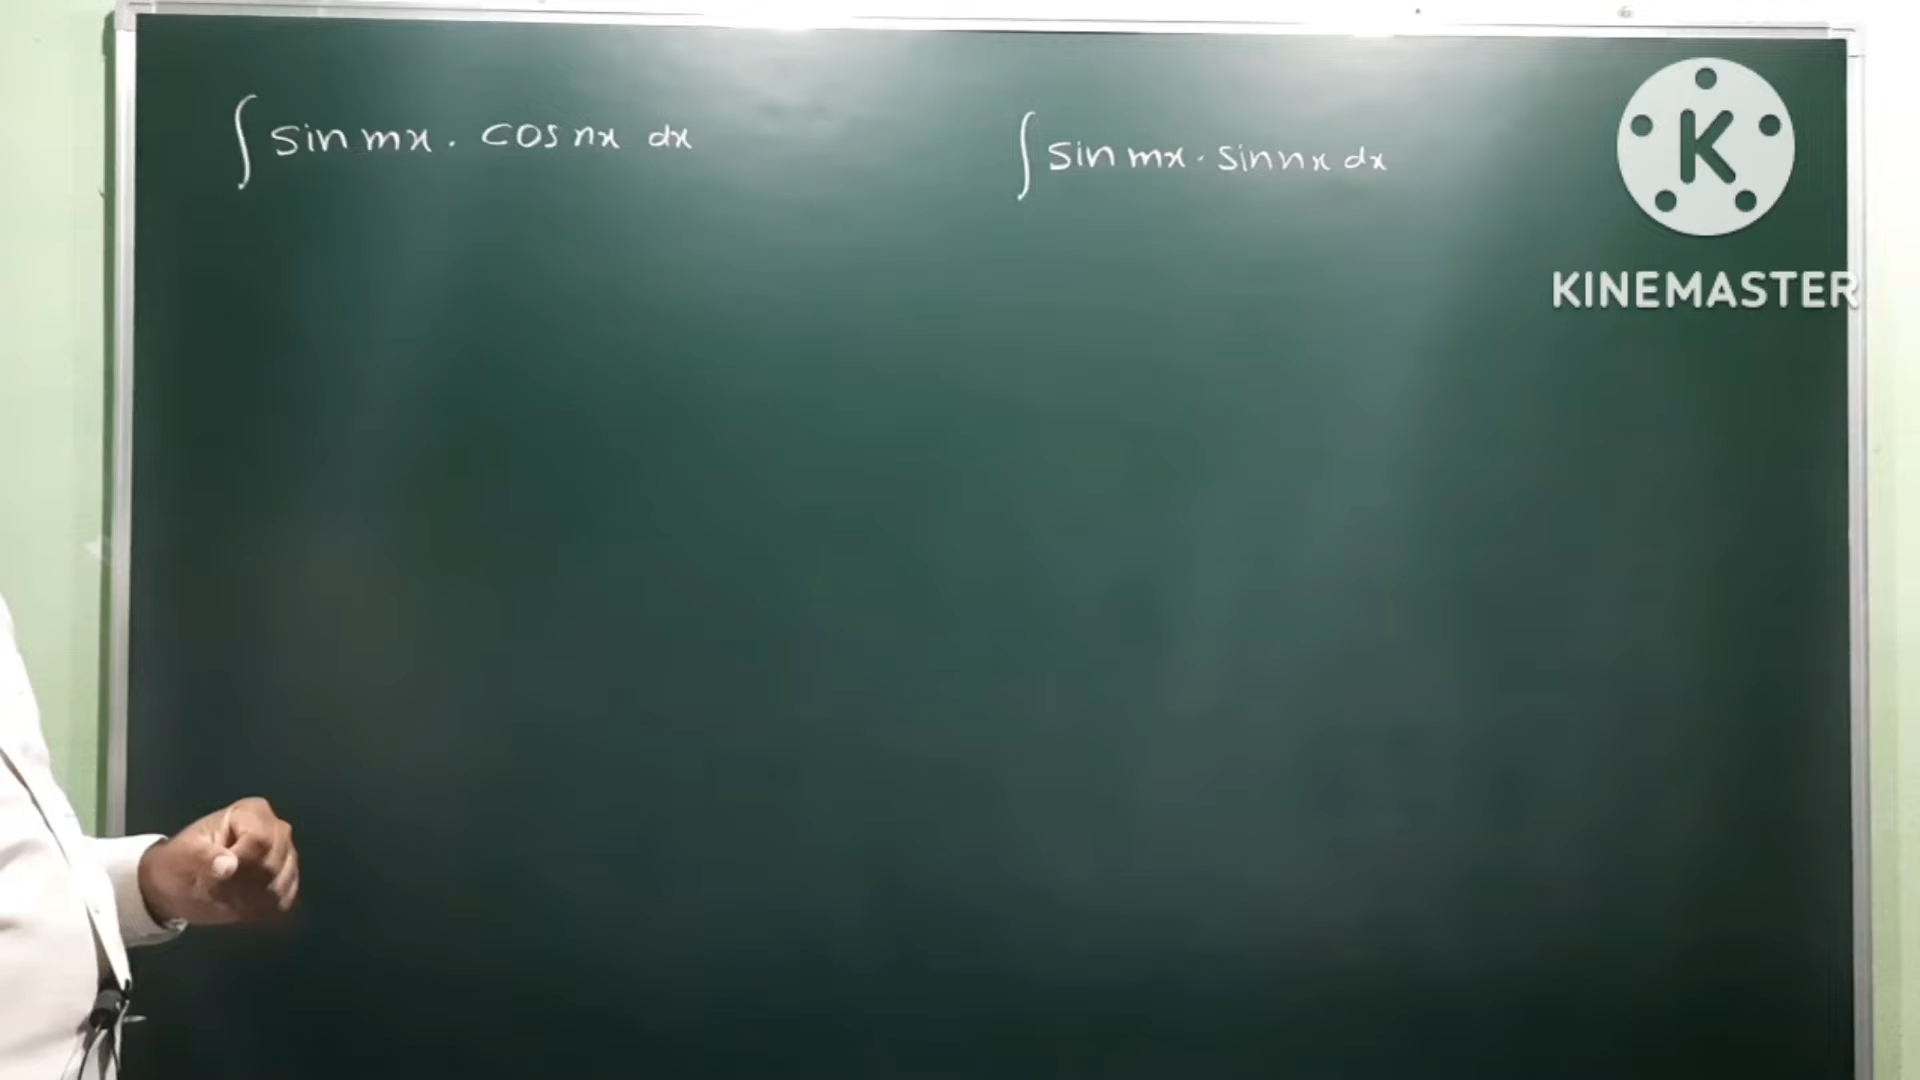 ∫ sin mx . cos nx dx
∫ sin mx . sin nx dx
K
KINEMASTER